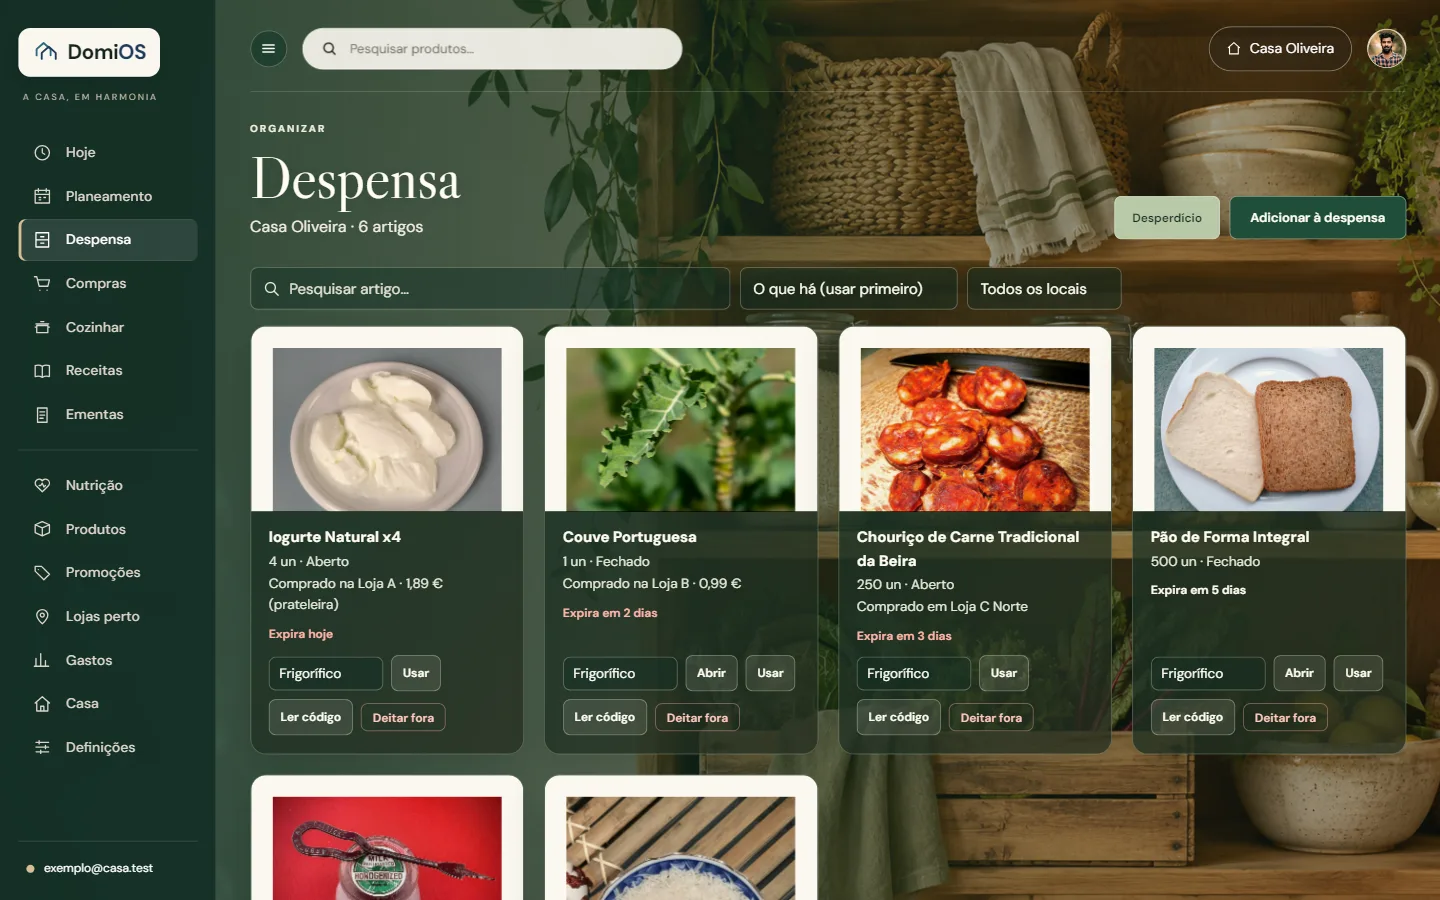 DomiOS
A CASA, EM HARMONIA
Hoje
Planeamento
Despensa
Compras
Cozinhar
Receitas
Ementas
Nutrição
Produtos
Promoções
Lojas perto
Gastos
Casa
Definições
exemplo@casa.test
Pesquisar produtos...
Casa Oliveira
ORGANIZAR
Despensa
Casa Oliveira · 6 artigos
Desperdício
Adicionar à despensa
Pesquisar artigo...
O que há (usar primeiro)
Todos os locais
Iogurte Natural x4
4 un · Aberto
Comprado na Loja A · 1,89 €
(prateleira)
Expira hoje
Frigorífico
Usar
Ler código
Deitar fora
Couve Portuguesa
1 un · Fechado
Comprado na Loja B · 0,99 €
Expira em 2 dias
Frigorífico
Abrir
Usar
Ler código
Deitar fora
Chouriço de Carne Tradicional
da Beira
250 un · Aberto
Comprado em Loja C Norte
Expira em 3 dias
Frigorífico
Usar
Ler código
Deitar fora
Pão de Forma Integral
500 un · Fechado
Expira em 5 dias
Frigorífico
Abrir
Usar
Ler código
Deitar fora
MILK
HOMOGENIZED